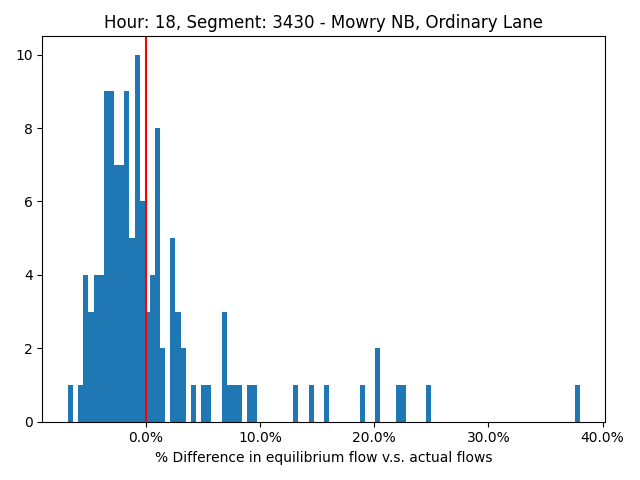 Hour: 18, Segment: 3430 - Mowry NB, Ordinary Lane
10
8
6
4
2
0
0.0% 10.0% 20.0% 30.0% 40.0%
% Difference in equilibrium flow v.s. actual flows